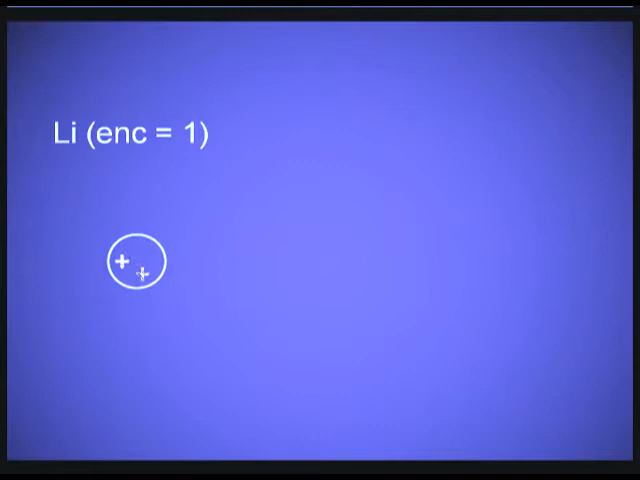 Li (enc = 1)
+ +